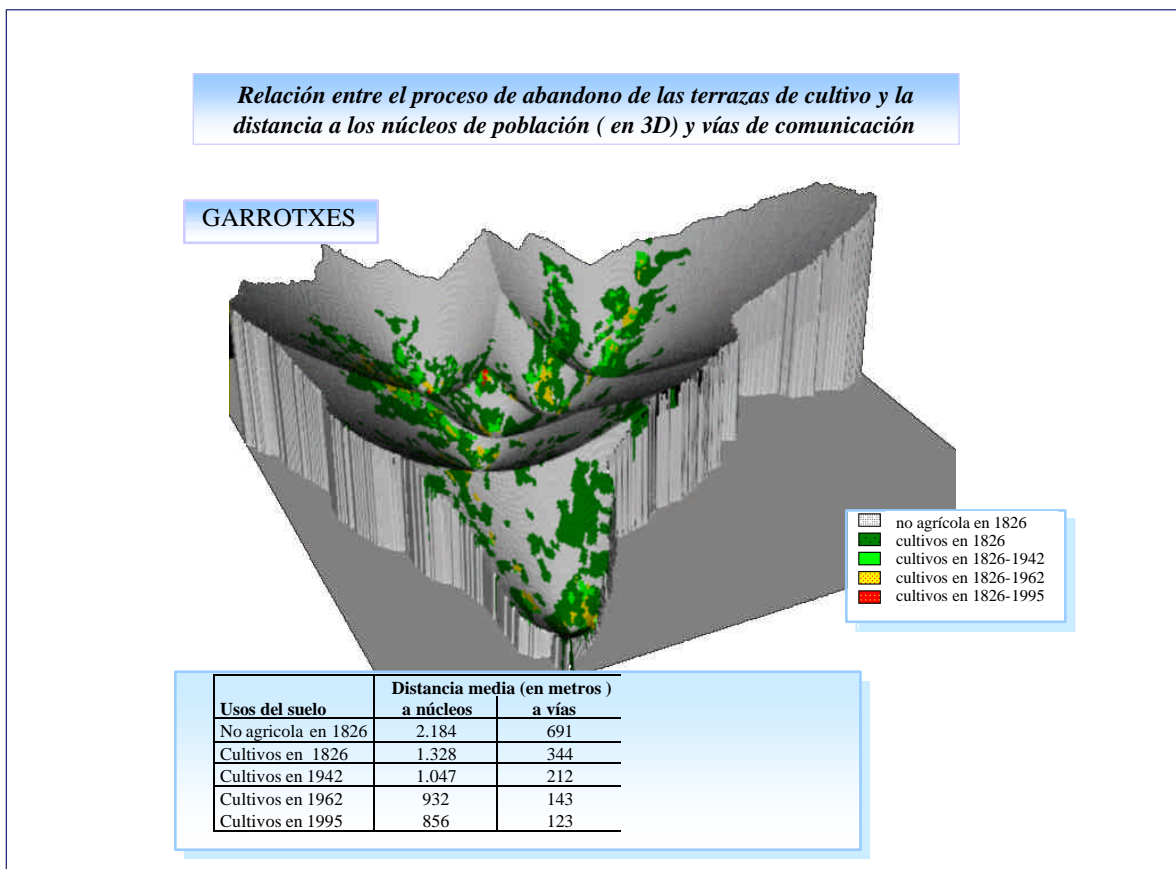 Relación entre el proceso de abandono de las terrazas de cultivo y la
distancia a los núcleos de población ( en 3D) y vías de comunicación
GARROTXES
no agrícola en 1826
cultivos en 1826
cultivos en 1826-1942
cultivos en 1826-1962
cultivos en 1826-1995
Distancia media (en metros )
Usos del suelo a núcleos a vías
No agricola en 1826 2.184 691
Cultivos en 1826 1.328 344
Cultivos en 1942 1.047 212
Cultivos en 1962 932 143
Cultivos en 1995 856 123